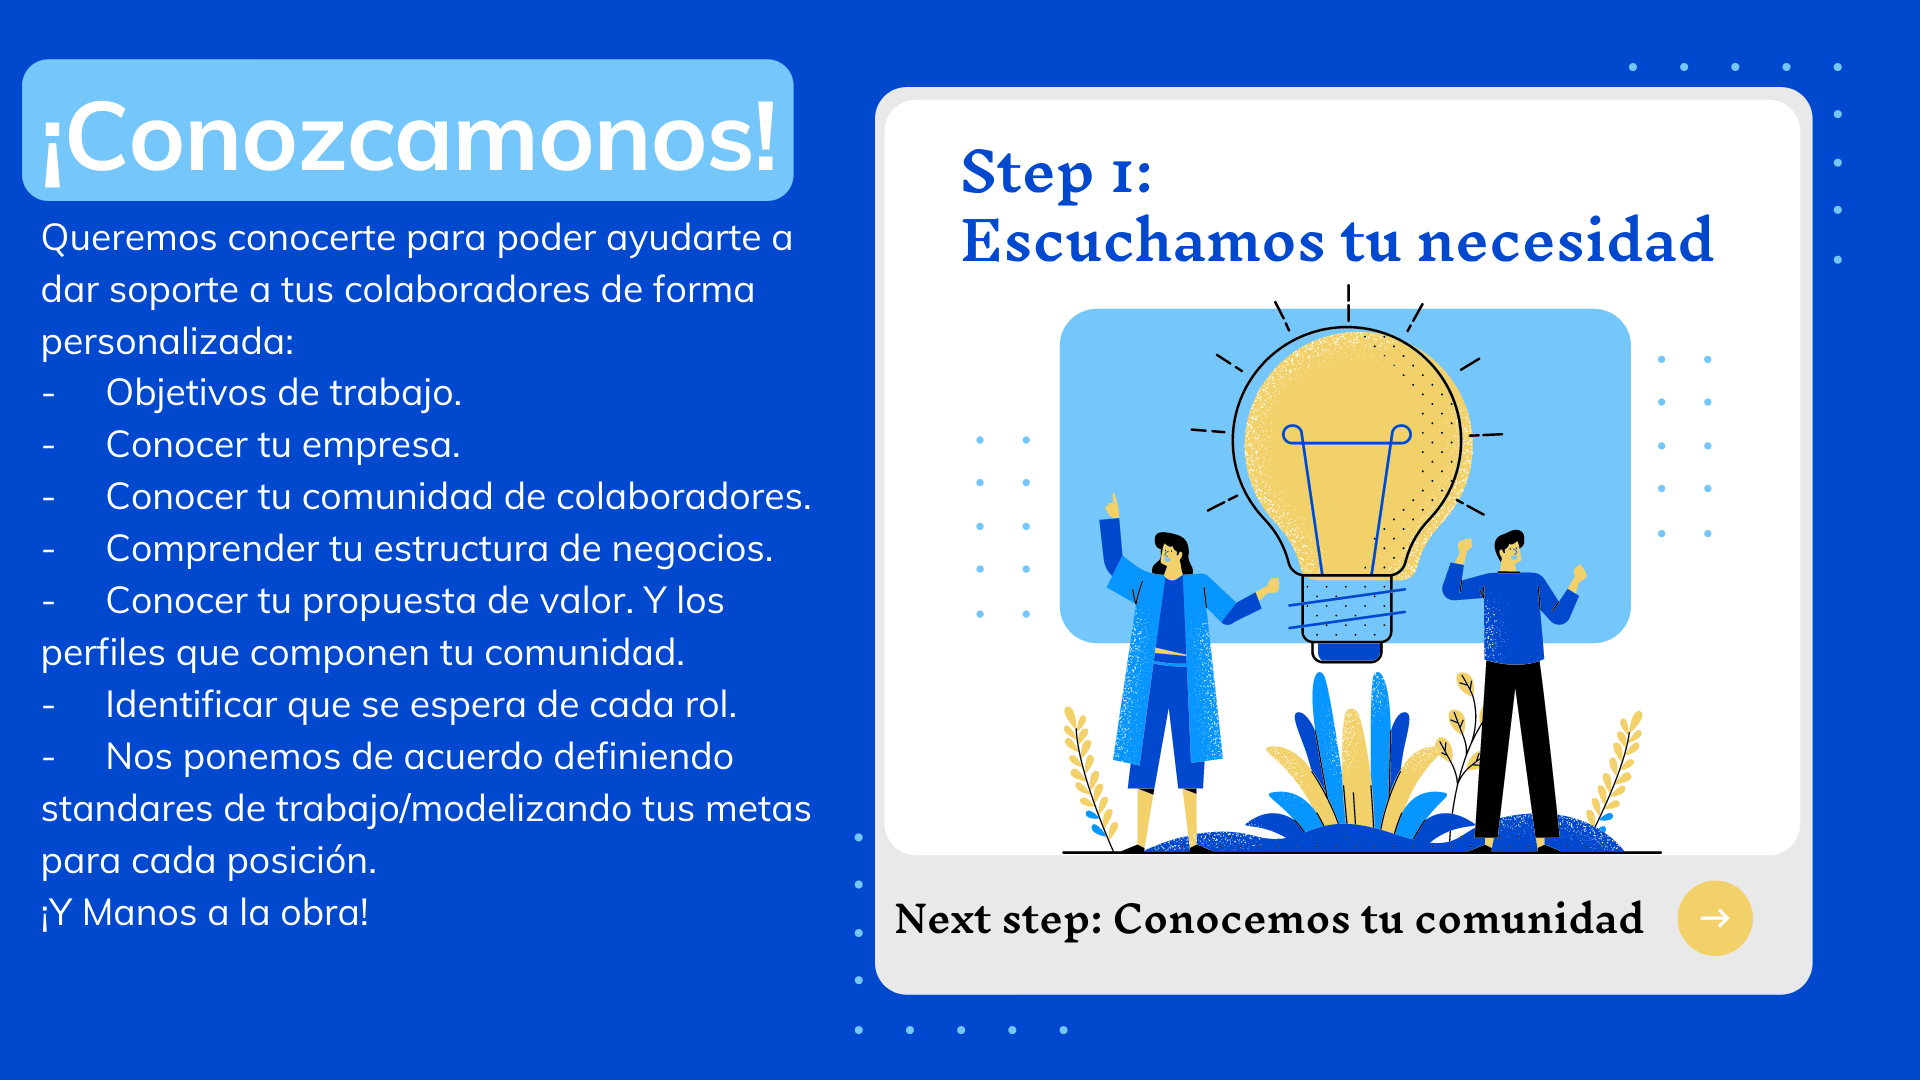 ¡Conozcamonos!
Queremos conocerte para poder ayudarte a
dar soporte a tus colaboradores de forma
personalizada:
- Objetivos de trabajo.
- Conocer tu empresa.
- Conocer tu comunidad de colaboradores.
- Comprender tu estructura de negocios.
- Conocer tu propuesta de valor. Y los
perfiles que componen tu comunidad.
- Identificar que se espera de cada rol.
- Nos ponemos de acuerdo definiendo
standares de trabajo/modelizando tus metas
para cada posición.
¡Y Manos a la obra!
Step 1:
Escuchamos tu necesidad
Next step: Conocemos tu comunidad